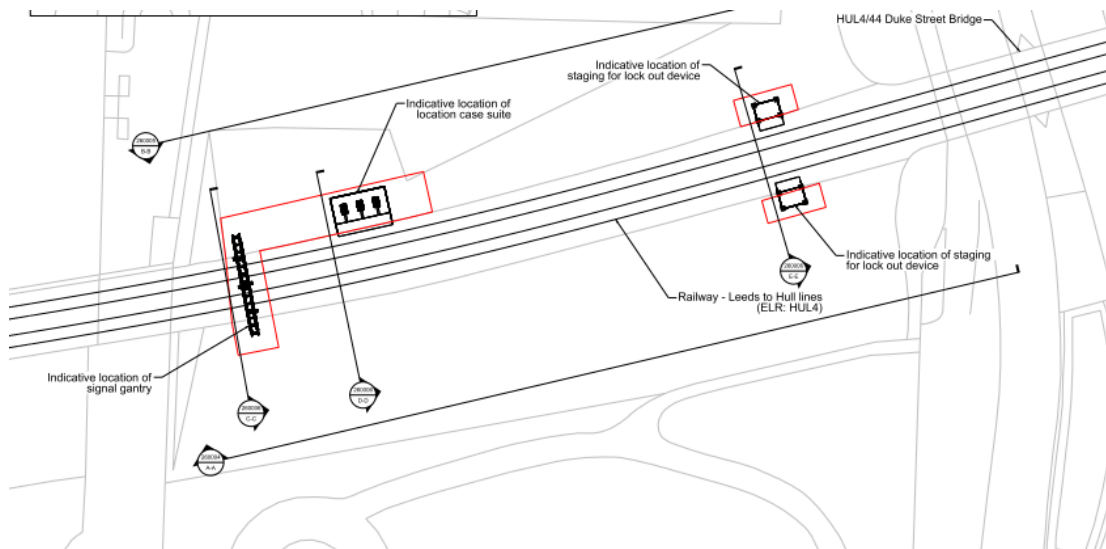 HUL4/44 Duke Street Bridge
Indicative location of
staging for lock out device
Indicative location of
location case suite
260005
B-B
Indicative location of staging
for lock out device
E-E
Railway - Leeds to Hull lines
(ELR: HUL4)
Indicative location of
signal gantry
D-D
C-C
260004
A-A